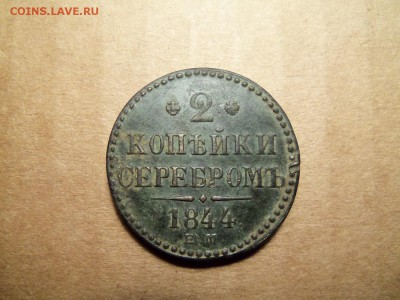 COINS.LAVE.RU
2
КОПѢЙКИ
СЕРЕБРОМЪ
1844
Е.М